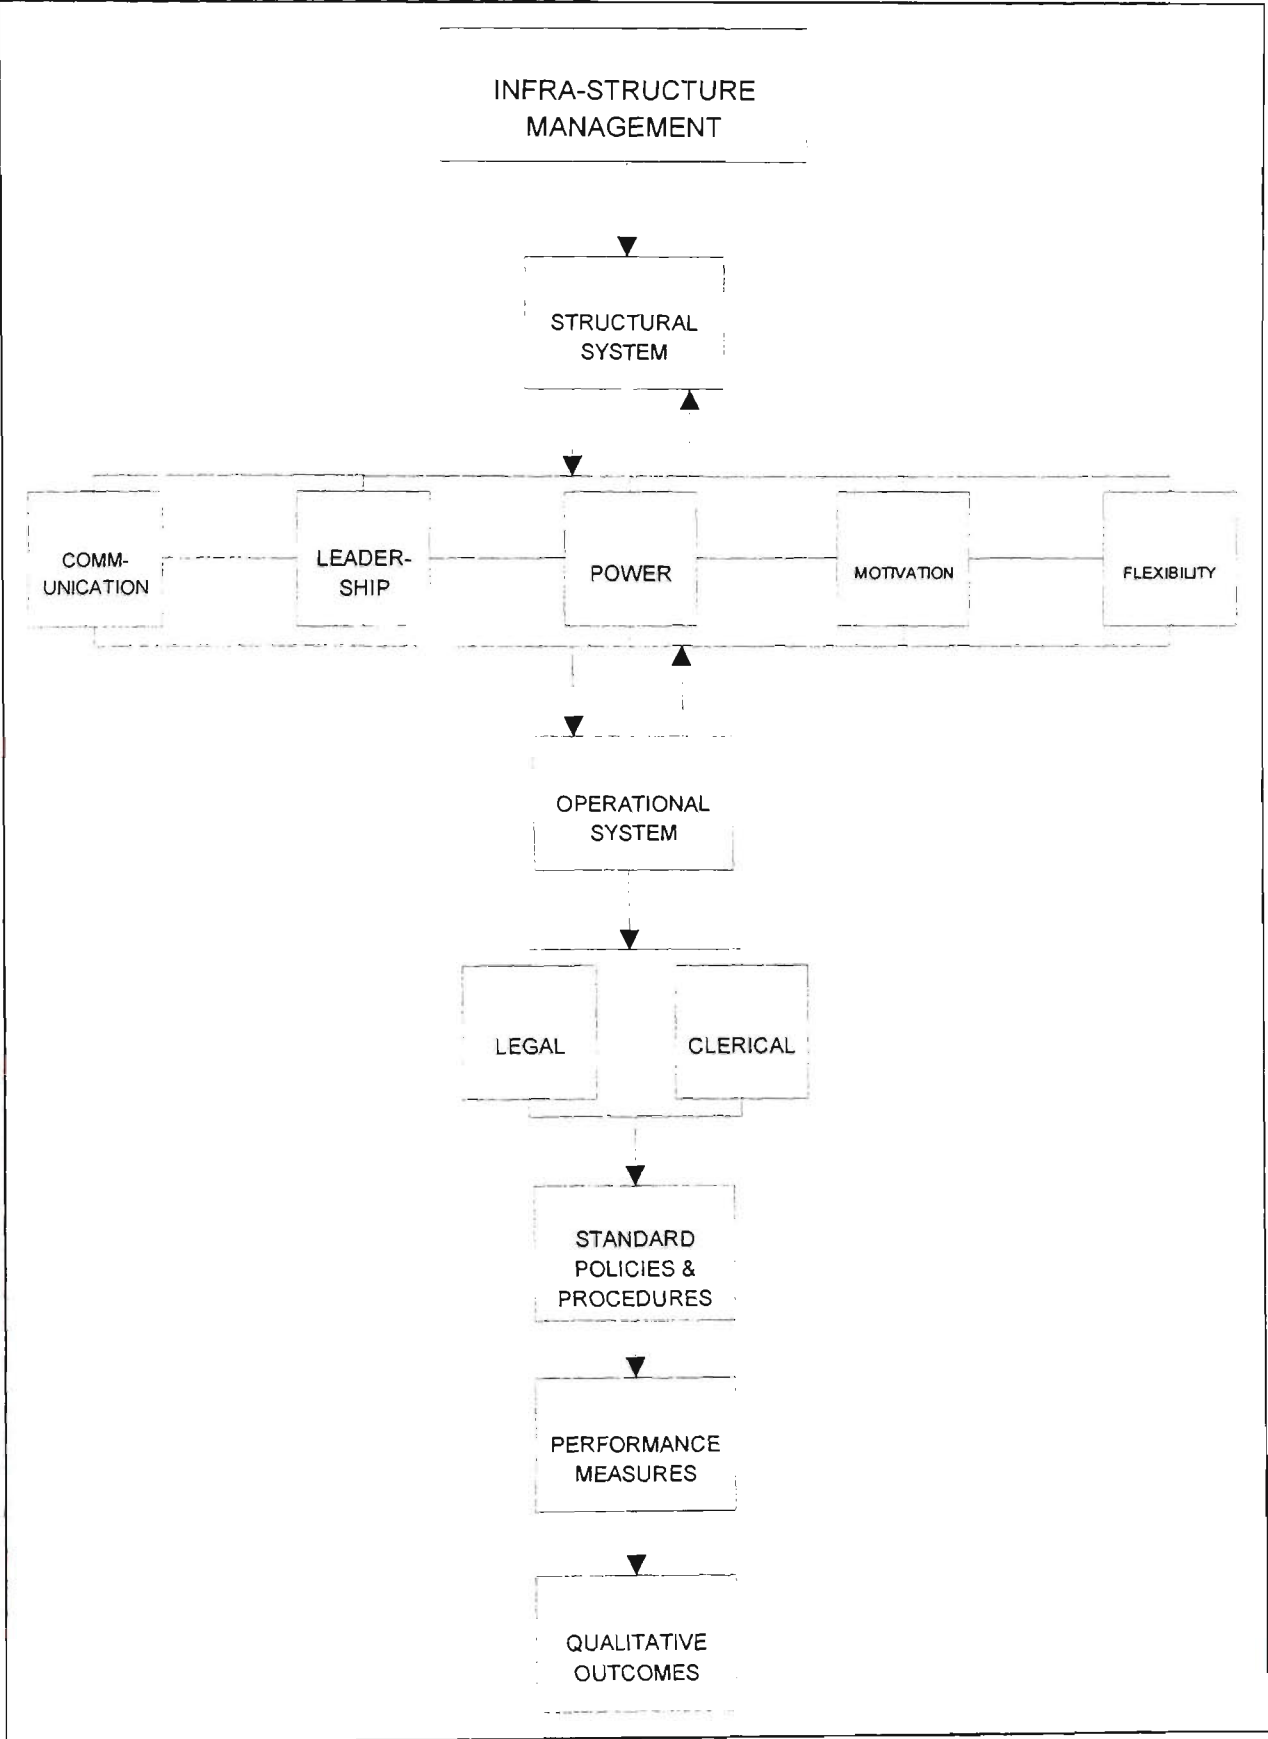 INFRA-STRUCTURE
MANAGEMENT
STRUCTURAL
SYSTEM
COMM-
UNICATION
LEADER-
SHIP
POWER
MOTIVATION
FLEXIBILITY
OPERATIONAL
SYSTEM
LEGAL
CLERICAL
STANDARD
POLICIES &
PROCEDURES
PERFORMANCE
MEASURES
QUALITATIVE
OUTCOMES